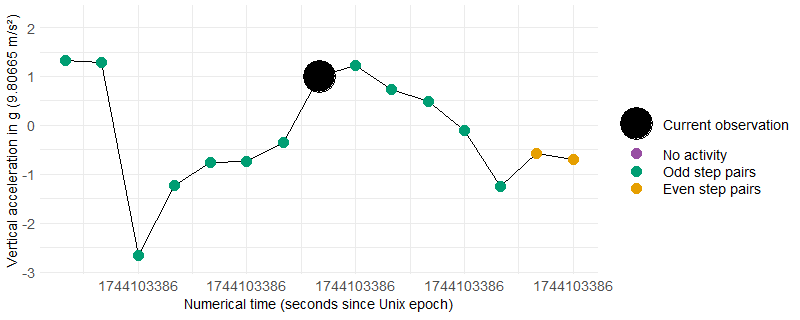 Vertical acceleration in g (9.80665 m/s²)
2
1
0
-1
-2
-3
1744103386 1744103386 1744103386 1744103386 1744103386
Numerical time (seconds since Unix epoch)
Current observation
No activity
Odd step pairs
Even step pairs